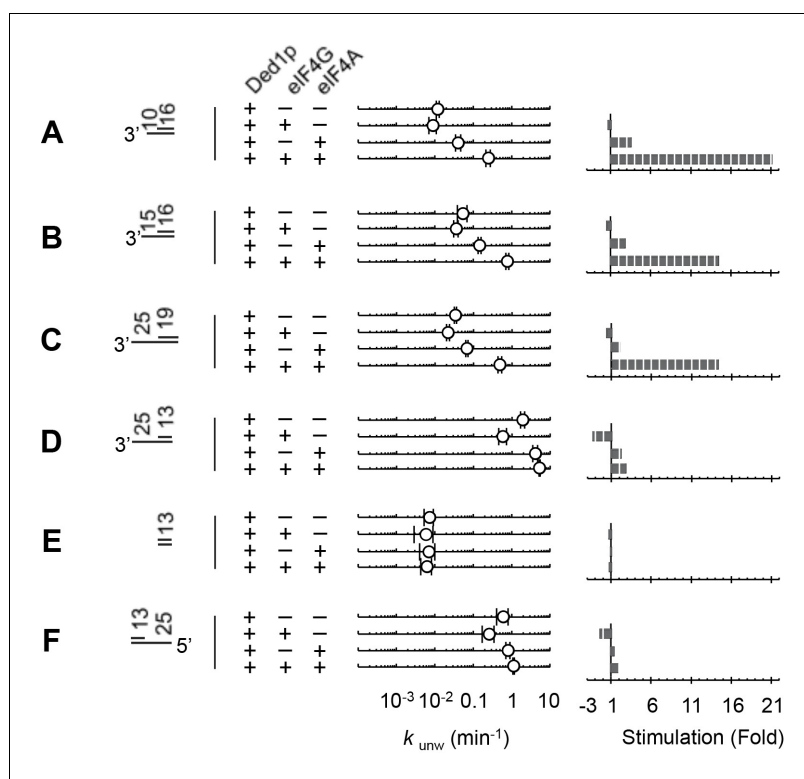 Ded1p eIF4G eIF4A
A 3’ 10 16 + − −
+ + −
+ − +
+ + +
B 3’ 15 16 + − −
+ + −
+ − +
+ + +
C 3’ 25 19 + − −
+ + −
+ − +
+ + +
D 3’ 25 13 + − −
+ + −
+ − +
+ + +
E 13 + − −
+ + −
+ − +
+ + +
F 13 25 5’ + − −
+ + −
+ − +
+ + +
10⁻³ 10⁻² 0.1 1 10 -3 1 6 11 16 21
k unw (min⁻¹) Stimulation (Fold)